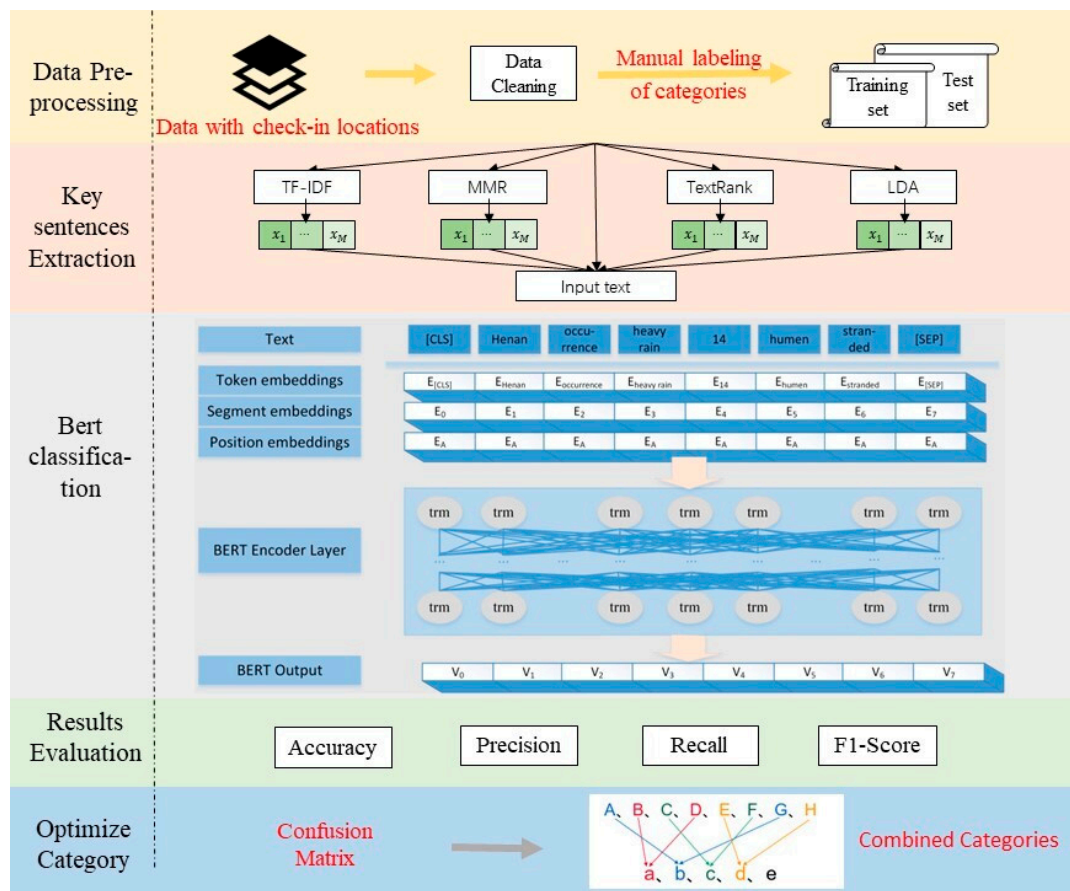 Data Pre-
processing
Data with check-in locations
Data
Cleaning
Manual labeling
of categories
Training
set
Test
set
Key
sentences
Extraction
TF-IDF
MMR
TextRank
LDA
x₁ ... x_M
x₁ ... x_M
x₁ ... x_M
x₁ ... x_M
Input text
Bert
classifica-
tion
Text
[CLS]
Henan
occu-
rrence
heavy
rain
14
humen
stran-
ded
[SEP]
Token embeddings
E[CLS] EHenan Eoccurrence Eheavy rain E14 Ehumen Estranded E[SEP]
Segment embeddings
E0 E1 E2 E3 E4 E5 E6 E7
Position embeddings
EA EA EA EA EA EA EA EA
BERT Encoder Layer
trm trm trm trm trm trm trm
... ... ... ... ... ... ... ...
trm trm trm trm trm trm trm
BERT Output
V0 V1 V2 V3 V4 V5 V6 V7
Results
Evaluation
Accuracy
Precision
Recall
F1-Score
Optimize
Category
Confusion
Matrix
A、B、C、D、E、F、G、H
a、b、c、d、e
Combined Categories